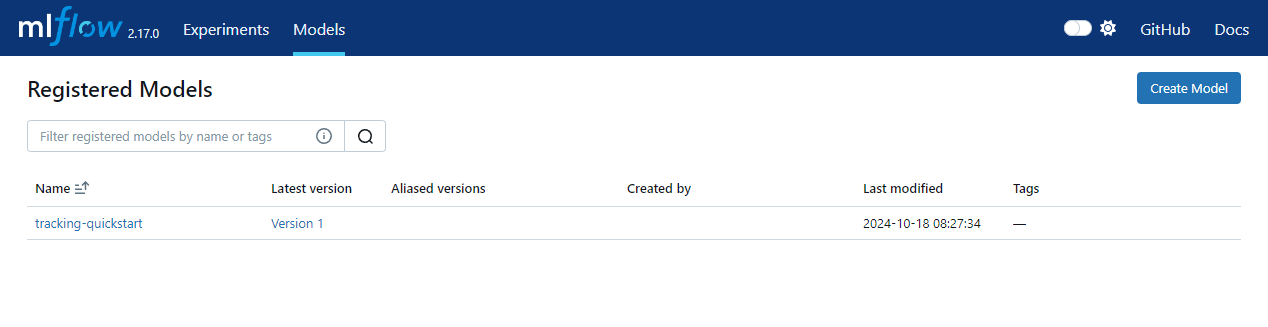 mlflow 2.17.0 Experiments Models GitHub Docs
Registered Models Create Model
Filter registered models by name or tags
Name Latest version Aliased versions Created by Last modified Tags
tracking-quickstart Version 1 2024-10-18 08:27:34 —